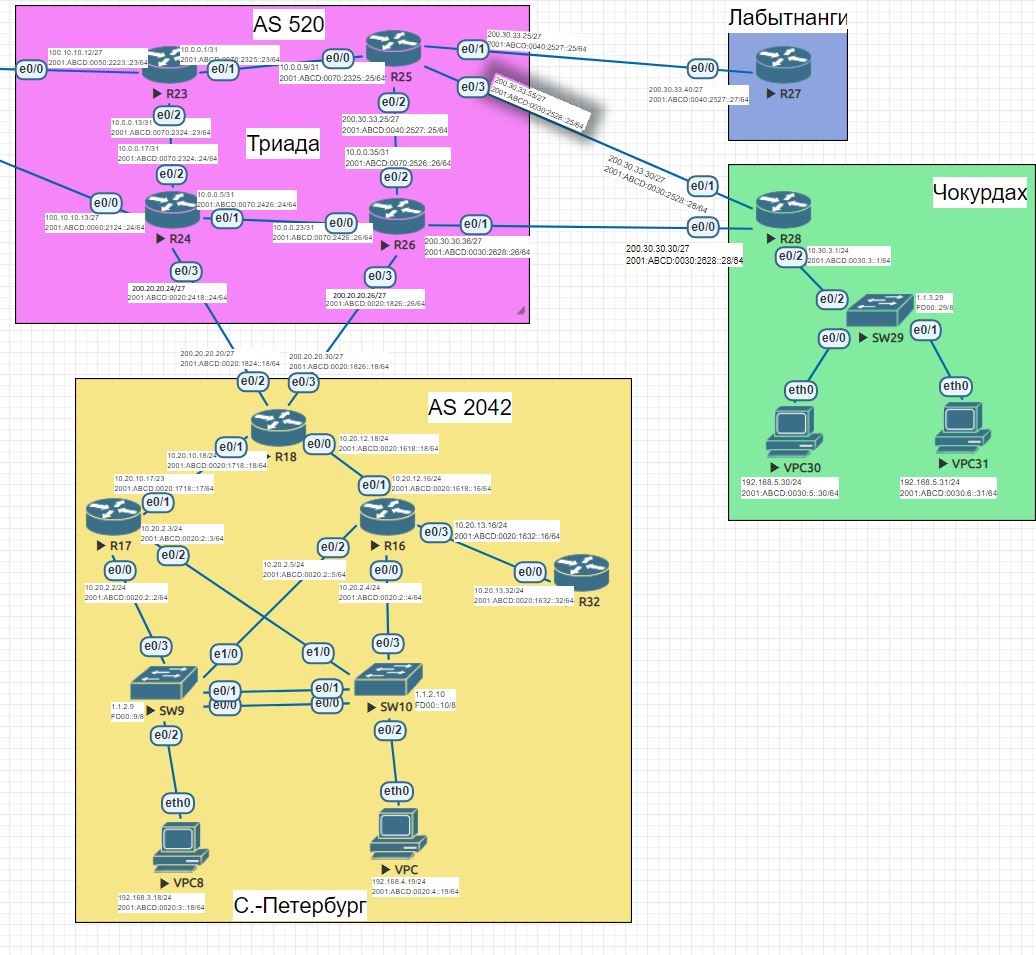 AS 520
Лабытнанги
100.10.10.12/27
2001:ABCD:0050:2223::23/64
e0/0
R23
10.0.0.1/31
2001:ABCD:0070:2325::23/64
e0/1
e0/0
10.0.0.9/31
2001:ABCD:0070:2325::25/64
R25
e0/1
200.30.33.25/27
2001:ABCD:0040:2527::25/64
e0/3
200.30.33.55/27
2001:ABCD:0030:2528::25/64
e0/0
200.30.33.40/27
2001:ABCD:0040:2527::27/64
R27
e0/2
10.0.0.13/31
2001:ABCD:0070:2324::23/64
e0/2
200.30.33.25/27
2001:ABCD:0040:2527::25/64
Триада
10.0.0.17/31
2001:ABCD:0070:2324::24/64
e0/2
10.0.0.35/31
2001:ABCD:0070:2526::26/64
e0/2
200.30.33.30/27
2001:ABCD:0030:2528::28/64
e0/1
Чокурдах
e0/0
100.10.10.13/27
2001:ABCD:0060:2124::24/64
R24
10.0.0.5/31
2001:ABCD:0070:2426::24/64
e0/1
e0/0
10.0.0.23/31
2001:ABCD:0070:2426::26/64
R26
e0/1
200.30.30.36/27
2001:ABCD:0030:2628::26/64
e0/0
200.30.30.30/27
2001:ABCD:0030:2628::28/64
R28
e0/2
10.30.3.1/24
2001:ABCD:0030:3::1/64
e0/3
200.20.20.24/27
2001:ABCD:0020:2418::24/64
e0/3
200.20.20.26/27
2001:ABCD:0020:1826::26/64
e0/2
1.1.3.29
FD00::29/8
SW29
e0/0
e0/1
200.20.20.20/27
2001:ABCD:0020:1824::18/64
200.20.20.30/27
2001:ABCD:0020:1826::18/64
e0/2
e0/3
eth0
eth0
AS 2042
VPC30
192.168.5.30/24
2001:ABCD:0030:5::30/64
VPC31
192.168.5.31/24
2001:ABCD:0030:6::31/64
R18
e0/1
10.20.10.18/24
2001:ABCD:0020:1718::18/64
e0/0
10.20.12.18/24
2001:ABCD:0020:1618::18/64
10.20.10.17/23
2001:ABCD:0020:1718::17/64
e0/1
R17
10.20.12.16/24
2001:ABCD:0020:1618::16/64
e0/1
R16
10.20.2.3/24
2001:ABCD:0020:2::3/64
e0/2
e0/0
10.20.2.2/24
2001:ABCD:0020:2::2/64
e0/2
10.20.2.5/24
2001:ABCD:0020:2::5/64
e0/0
10.20.2.4/24
2001:ABCD:0020:2::4/64
e0/3
10.20.13.16/24
2001:ABCD:0020:1632::16/64
e0/0
10.20.13.32/24
2001:ABCD:0020:1632::32/64
R32
e0/3
e1/0
e1/0
e0/3
e0/1
e0/1
e0/0
e0/0
1.1.2.9
FD00::9/8
SW9
SW10
1.1.2.10
FD00::10/8
e0/2
e0/2
eth0
eth0
VPC8
192.168.3.18/24
2001:ABCD:0020:3::18/64
VPC
192.168.4.19/24
2001:ABCD:0020:4::19/64
С.-Петербург